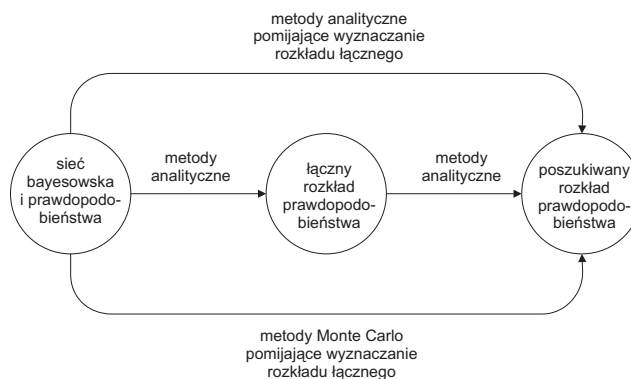 metody analityczne
pomijające wyznaczanie
rozkładu łącznego
sieć
bayesowska
i prawdopodo-
bieństwa
metody
analityczne
łączny
rozkład
prawdopodo-
bieństwa
metody
analityczne
poszukiwany
rozkład
prawdopodo-
bieństwa
metody Monte Carlo
pomijające wyznaczanie
rozkładu łącznego